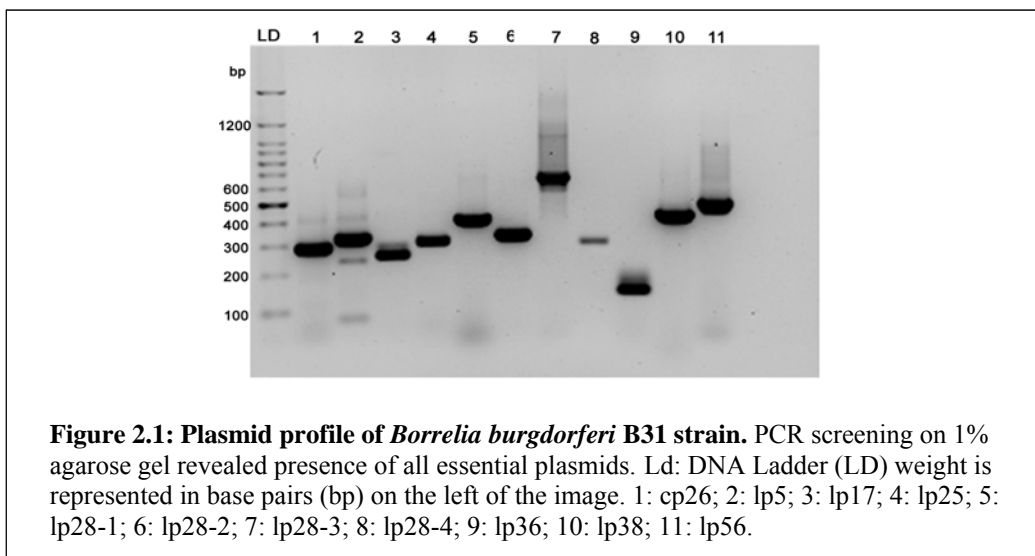 LD 1 2 3 4 5 6 7 8 9 10 11
bp
1200
600
500
400
300
200
100
Figure 2.1: Plasmid profile of Borrelia burgdorferi B31 strain. PCR screening on 1%
agarose gel revealed presence of all essential plasmids. Ld: DNA Ladder (LD) weight is
represented in base pairs (bp) on the left of the image. 1: cp26; 2: lp5; 3: lp17; 4: lp25; 5:
lp28-1; 6: lp28-2; 7: lp28-3; 8: lp28-4; 9: lp36; 10: lp38; 11: lp56.